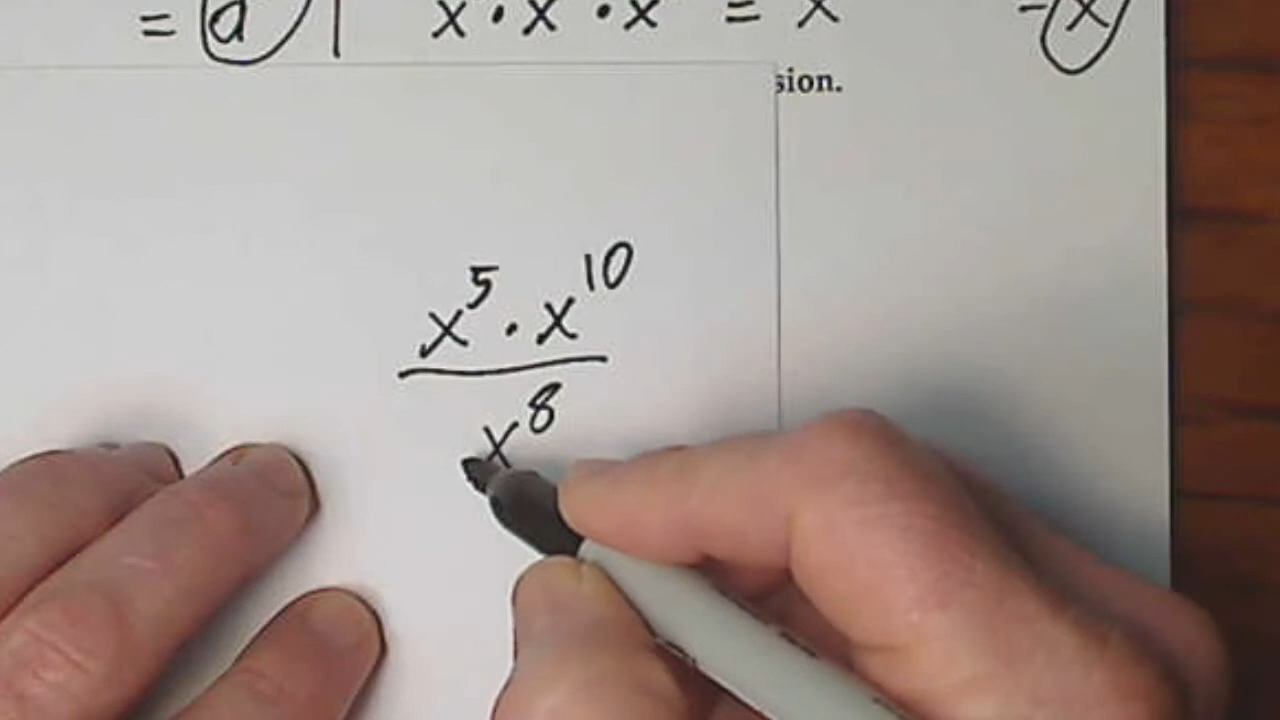 = a | x · x · x = x - x
sion.
x⁵ · x¹⁰
x⁸